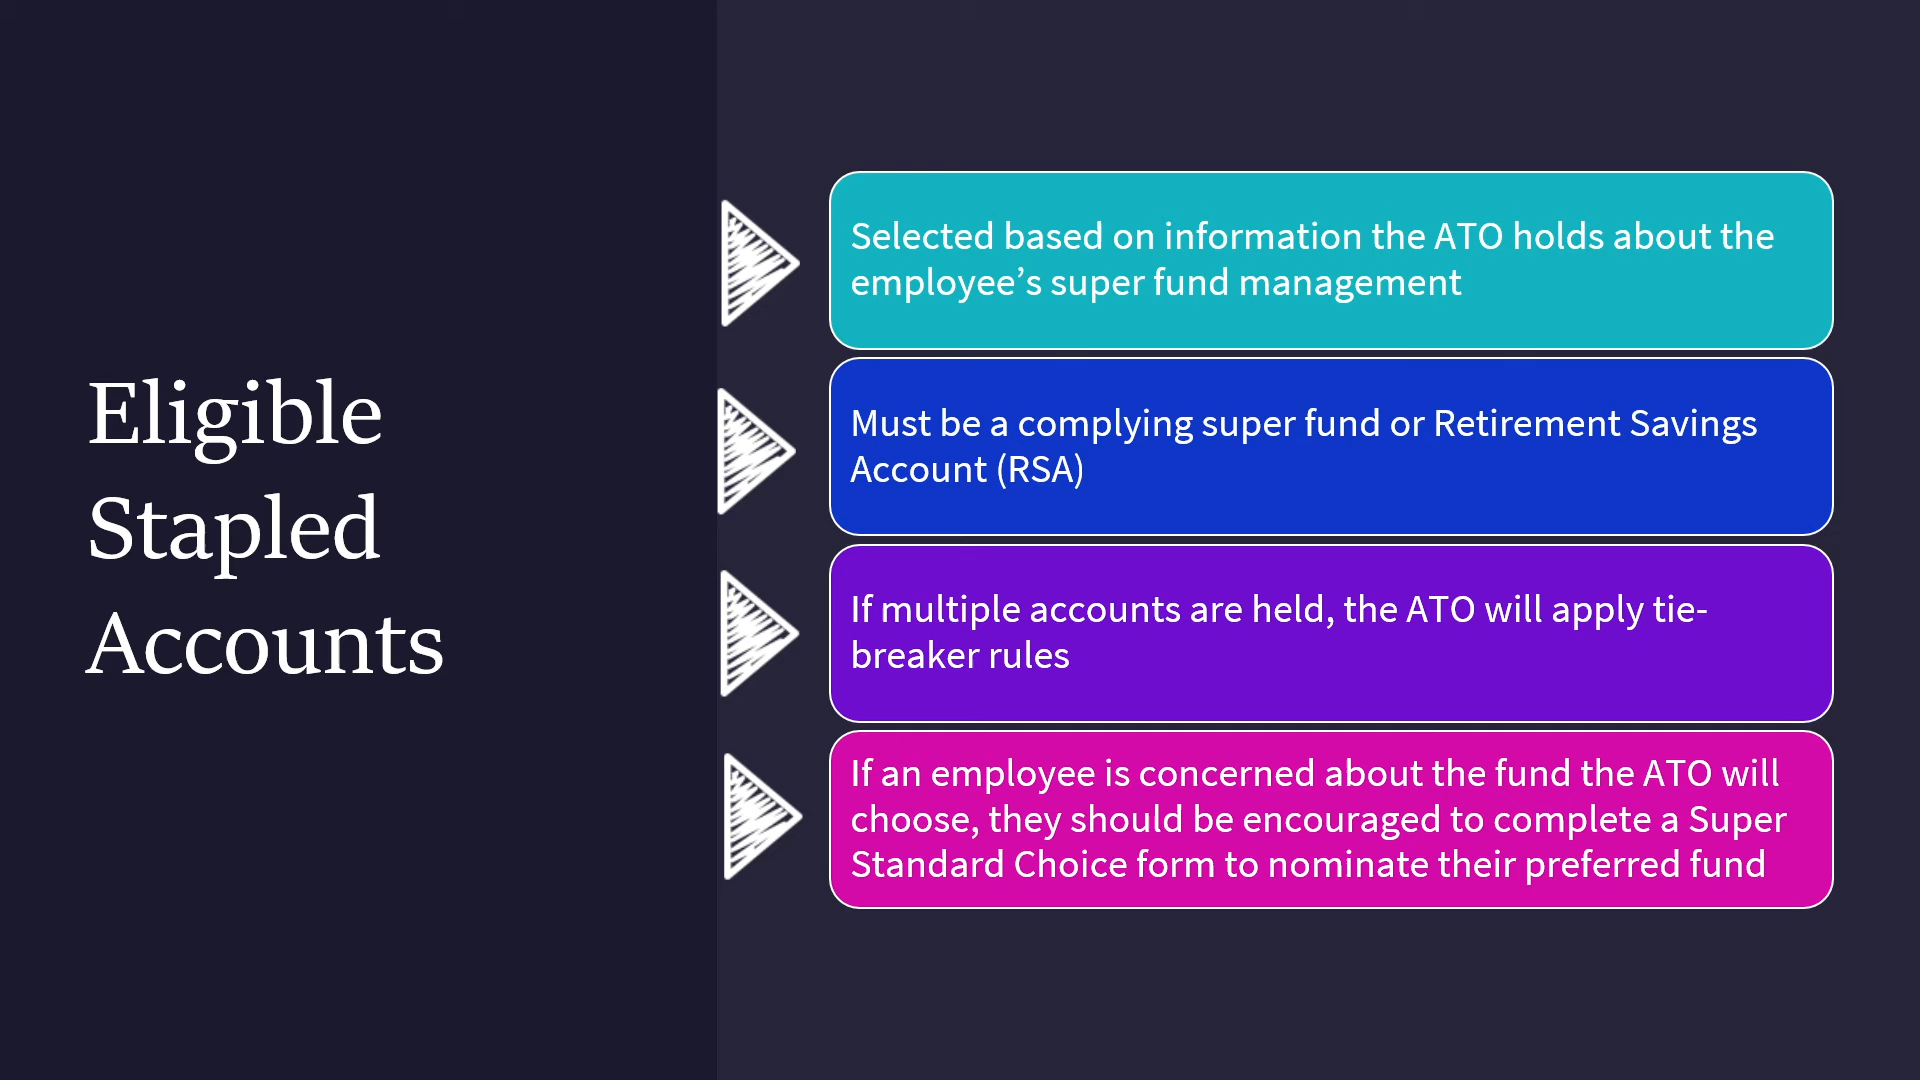 Eligible
Stapled
Accounts
Selected based on information the ATO holds about the
employee’s super fund management
Must be a complying super fund or Retirement Savings
Account (RSA)
If multiple accounts are held, the ATO will apply tie-
breaker rules
If an employee is concerned about the fund the ATO will
choose, they should be encouraged to complete a Super
Standard Choice form to nominate their preferred fund